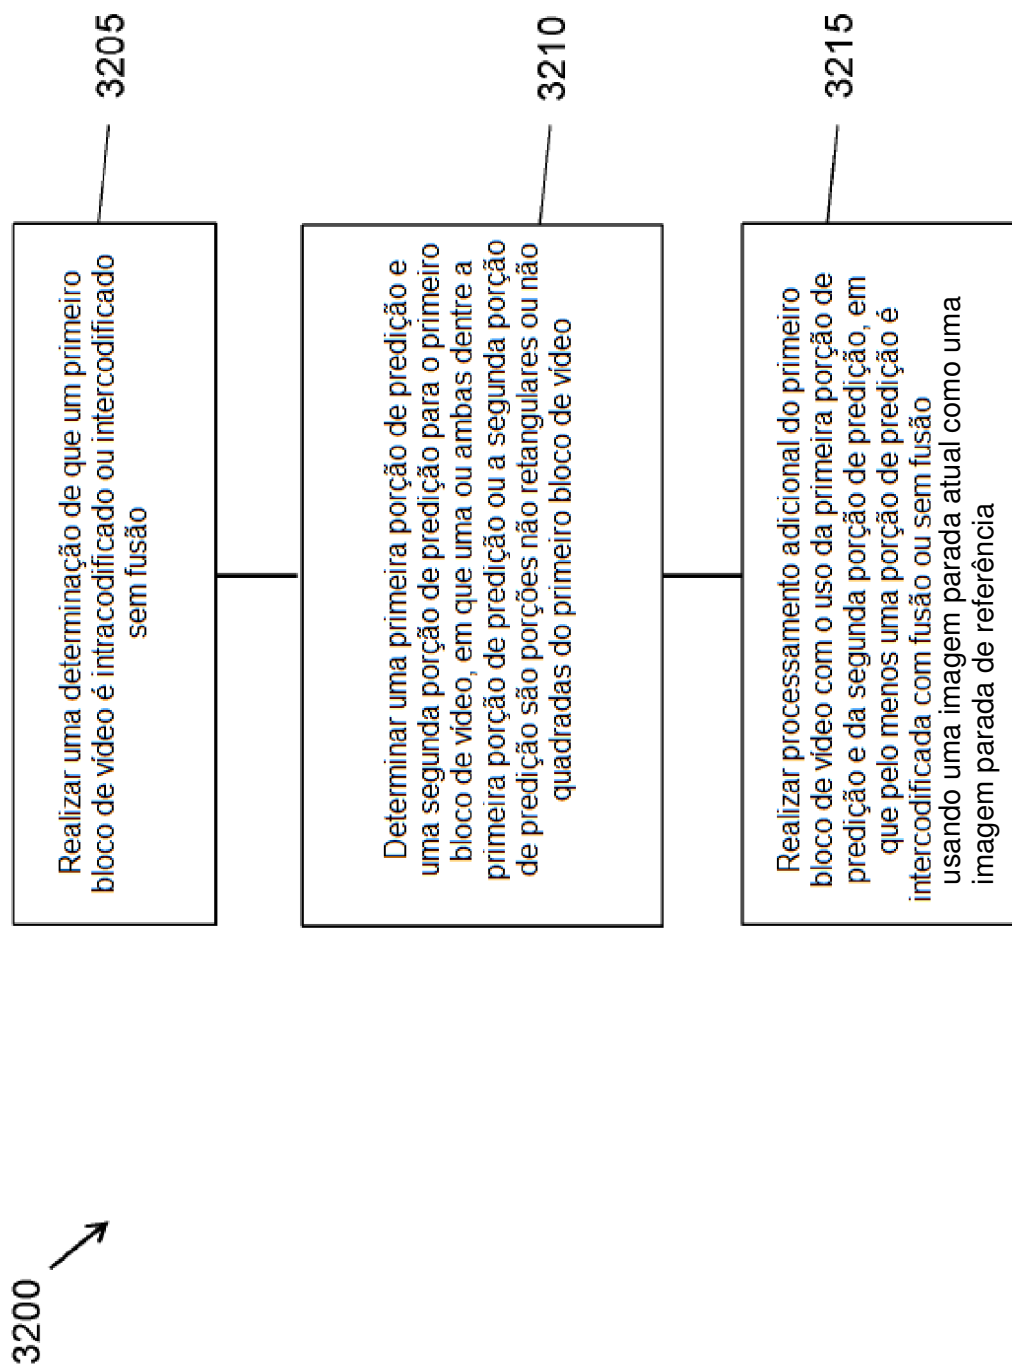 3200
Realizar uma determinação de que um primeiro
bloco de vídeo é intracodificado ou intercodificado
sem fusão
3205
Determinar uma primeira porção de predição e
uma segunda porção de predição para o primeiro
bloco de vídeo, em que uma ou ambas dentre a
primeira porção de predição ou a segunda porção
de predição são porções não retangulares ou não
quadradas do primeiro bloco de vídeo
3210
Realizar processamento adicional do primeiro
bloco de vídeo com o uso da primeira porção de
predição e da segunda porção de predição, em
que pelo menos uma porção de predição é
intercodificada com fusão ou sem fusão
usando uma imagem parada atual como uma
imagem parada de referência
3215